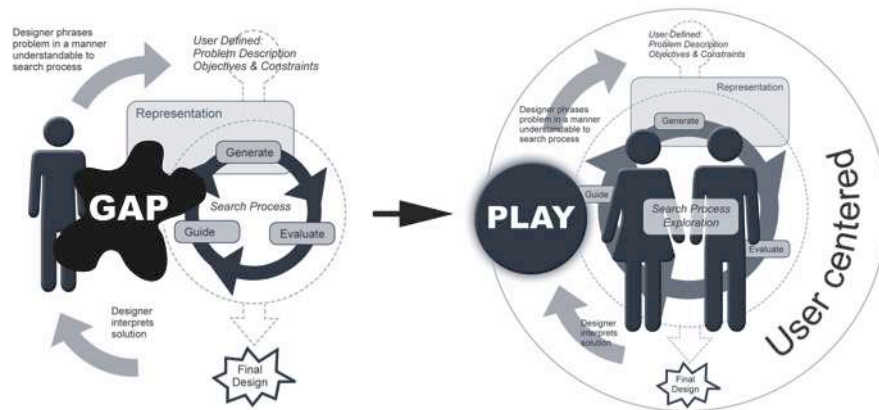 Designer phrases
problem in a manner
understandable to
search process
User Defined:
Problem Description
Objectives & Constraints
Representation
Generate
GAP
Search Process
Guide
Evaluate
Designer
interprets
solution
Final
Design
User Defined:
Problem Description
Objectives & Constraints
Representation
Designer phrases
problem in a manner
understandable to
search process
Generate
PLAY
Guide
Search Process
Exploration
Evaluate
User centered
Designer
interprets
solution
Final
Design